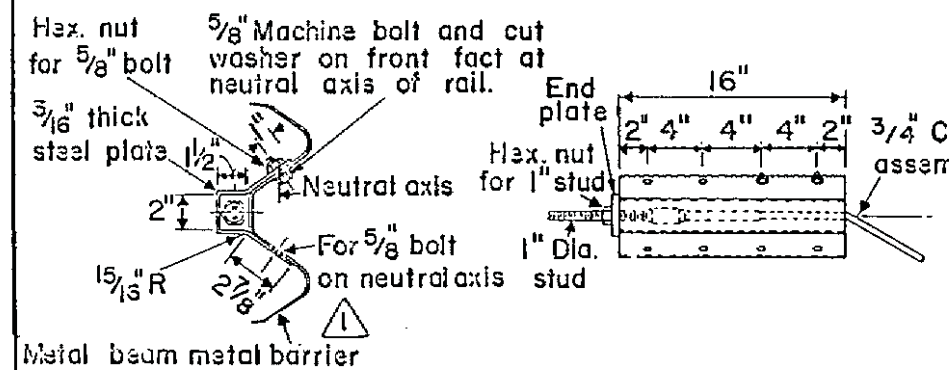 Hex. nut
for 5/8" bolt
5/8" Machine bolt and cut
washer on front fact at
neutral axis of rail.
3/16" thick
steel plate
1 1/2"
1"
Neutral axis
2"
For 5/8" bolt
on neutral axis
15/16" R
2 7/8"
1
Metal beam metal barrier
16"
End
plate
2" 4" 4" 4" 2"
3/4" C
assem
Hex. nut
for 1" stud
1" Dia.
stud